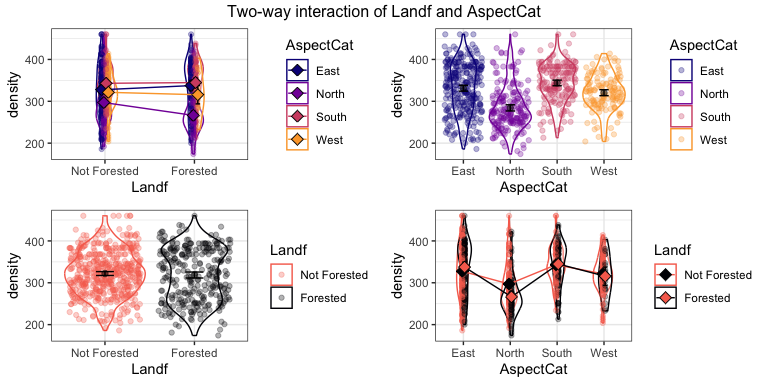 Two-way interaction of Landf and AspectCat
density
400
300
200
Not Forested
Forested
Landf
AspectCat
East
North
South
West
density
400
300
200
East
North
South
West
AspectCat
AspectCat
East
North
South
West
density
400
300
200
Not Forested
Forested
Landf
Landf
Not Forested
Forested
density
400
300
200
East
North
South
West
AspectCat
Landf
Not Forested
Forested